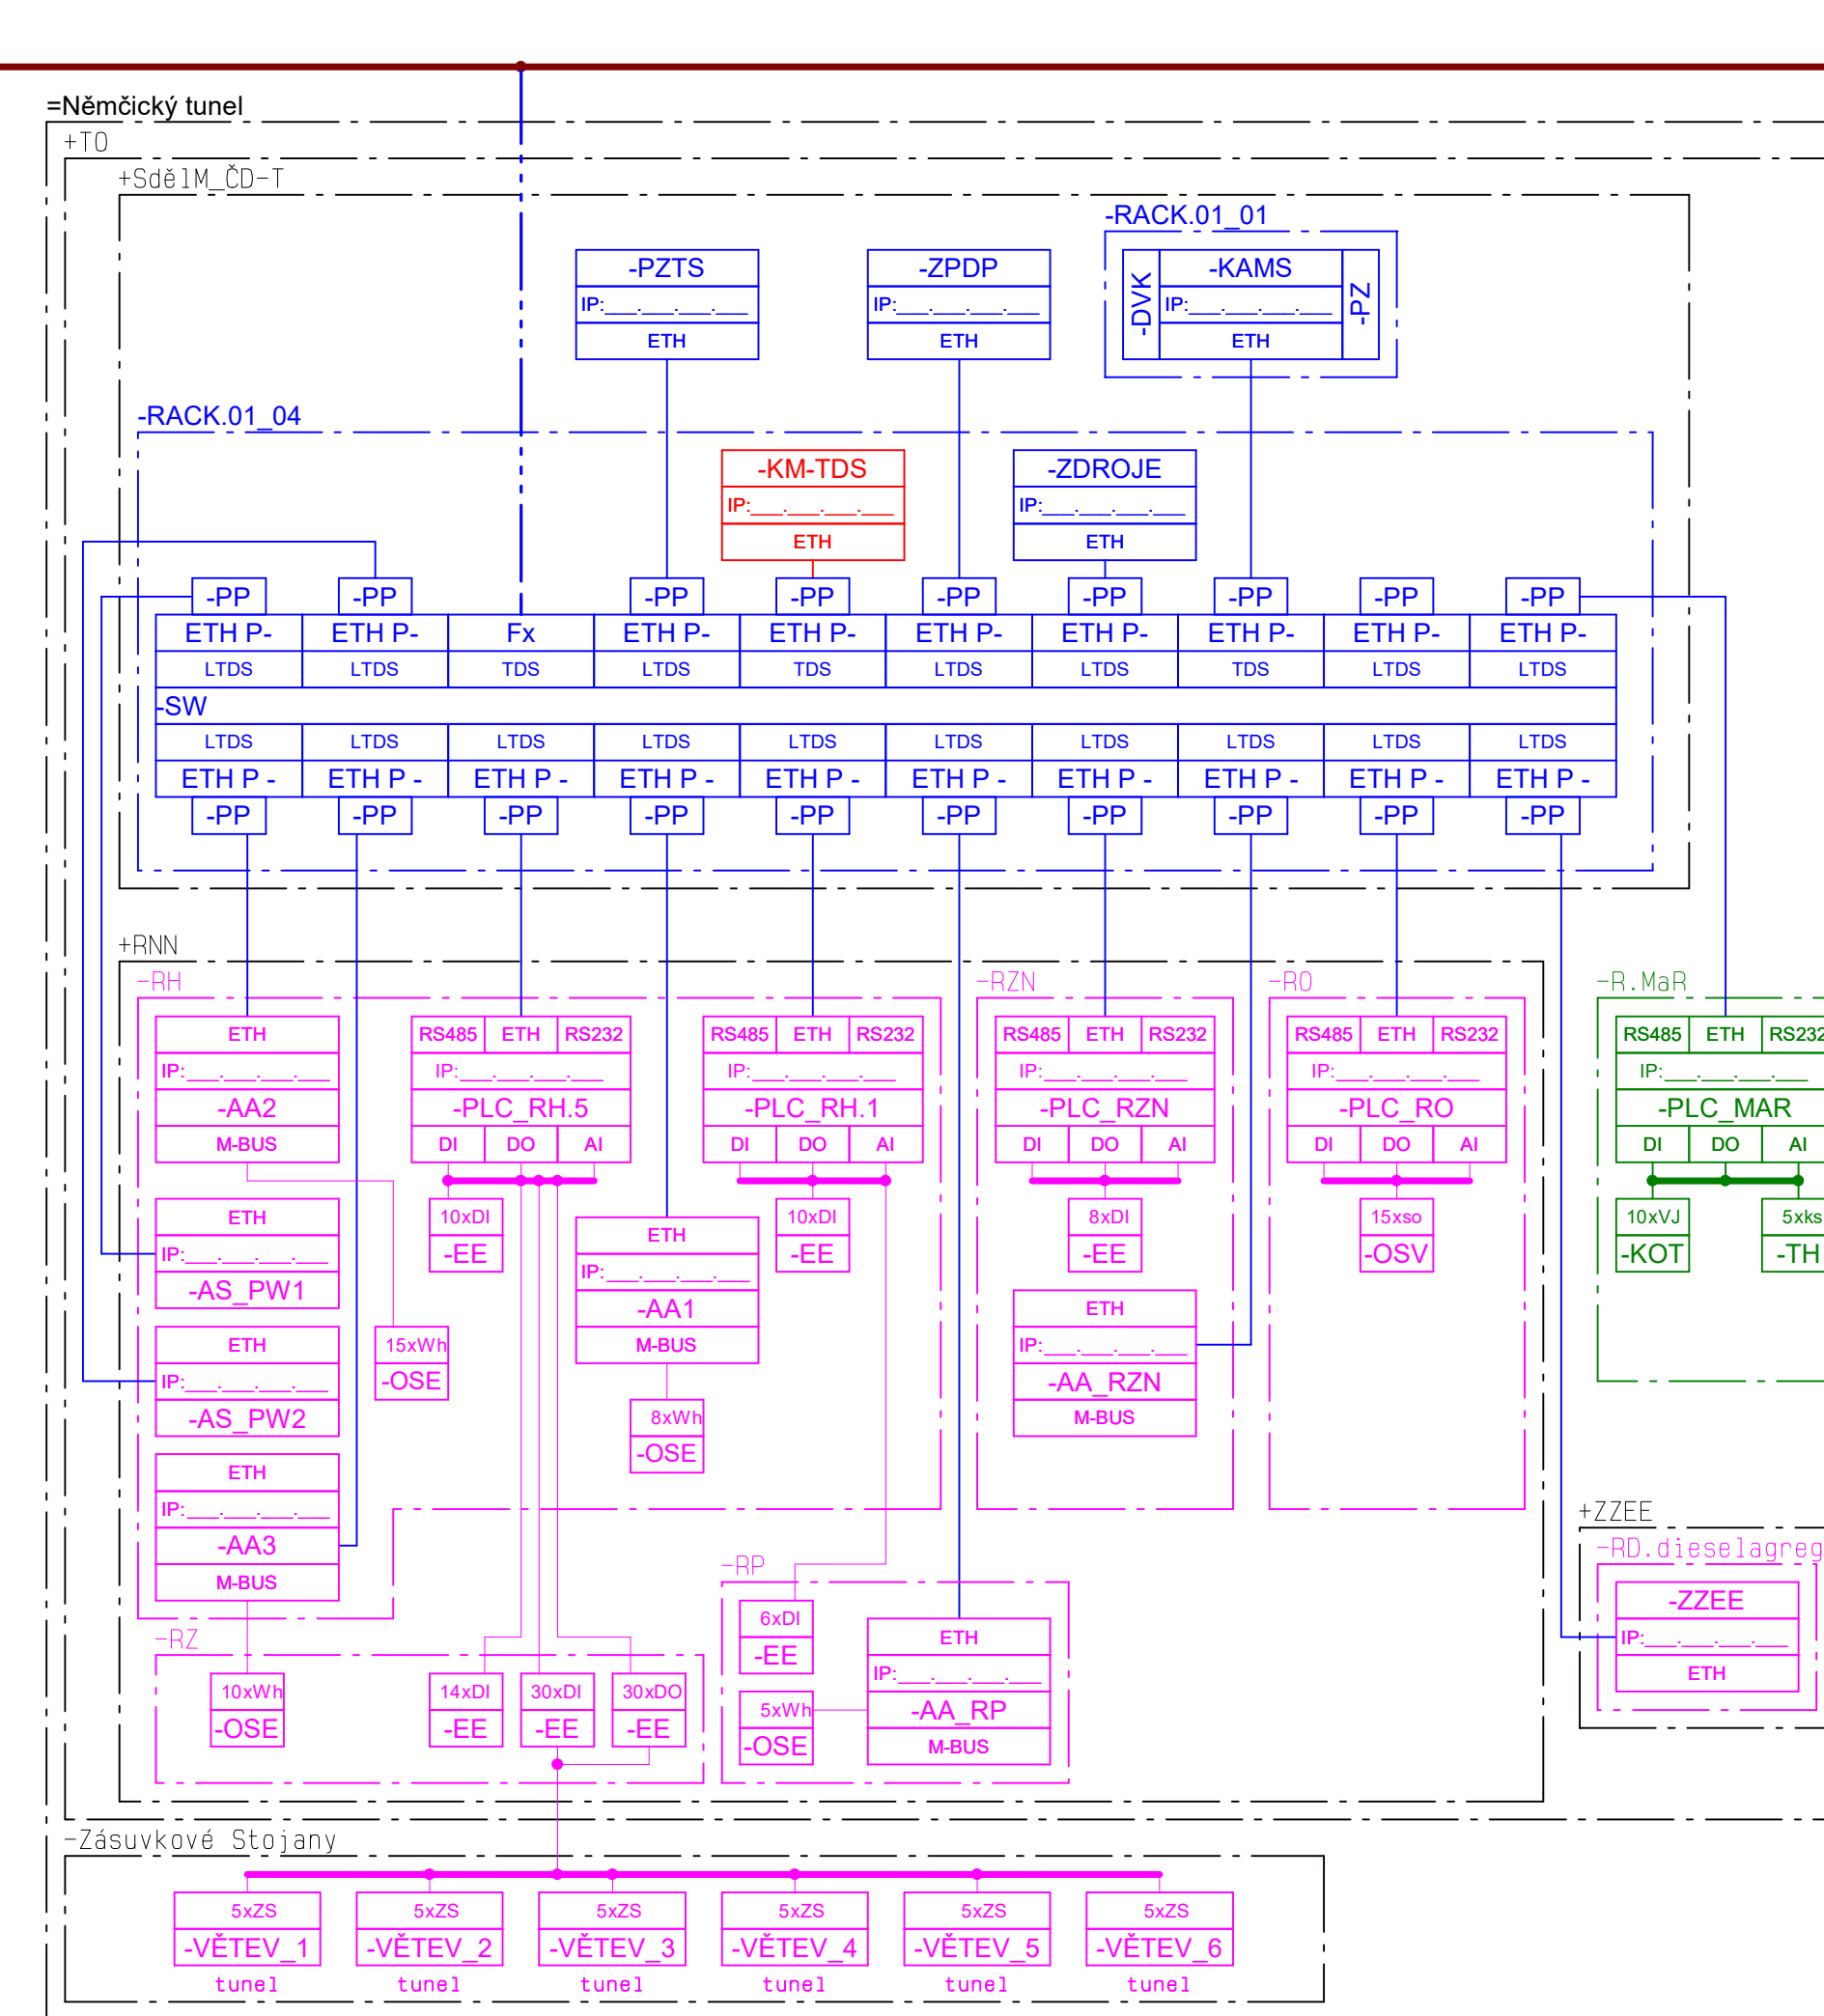 =Němčický tunel
+TO
+SdělM_ČD-T
-RACK.01_01
-PZTS
-ZPDP
-DVK
-KAMS
-PZ
IP:___.___.___.___
IP:___.___.___.___
IP:___.___.___.___
ETH
ETH
ETH
-RACK.01_04
-KM-TDS
-ZDROJE
IP:___.___.___.___
IP:___.___.___.___
ETH
ETH
-PP -PP -PP -PP -PP -PP -PP -PP -PP
ETH P- ETH P- Fx ETH P- ETH P- ETH P- ETH P- ETH P- ETH P- ETH P-
LTDS LTDS TDS LTDS TDS LTDS LTDS TDS LTDS LTDS
-SW
LTDS LTDS LTDS LTDS LTDS LTDS LTDS LTDS LTDS LTDS
ETH P - ETH P - ETH P - ETH P - ETH P - ETH P - ETH P - ETH P - ETH P - ETH P -
-PP -PP -PP -PP -PP -PP -PP -PP -PP -PP
+RNN
-RH
-RZN
-RO
-R.MaR
ETH
IP:___.___.___.___
-AA2
M-BUS
RS485 ETH RS232
IP:___.___.___.___
-PLC_RH.5
DI DO AI
RS485 ETH RS232
IP:___.___.___.___
-PLC_RH.1
DI DO AI
RS485 ETH RS232
IP:___.___.___.___
-PLC_RZN
DI DO AI
RS485 ETH RS232
IP:___.___.___.___
-PLC_RO
DI DO AI
RS485 ETH RS232
IP:___.___.___.___
-PLC_MAR
DI DO AI
ETH
IP:___.___.___.___
-AS_PW1
10xDI
-EE
ETH
IP:___.___.___.___
-AA1
M-BUS
10xDI
-EE
8xDI
-EE
15xso
-OSV
10xVJ
-KOT
5xks
-TH
ETH
IP:___.___.___.___
-AS_PW2
15xWh
-OSE
8xWh
-OSE
ETH
IP:___.___.___.___
-AA_RZN
M-BUS
ETH
IP:___.___.___.___
-AA3
M-BUS
+ZZEE
-RD.dieselagreg
-ZZEE
IP:___.___.___.___
ETH
-RP
6xDI
-EE
5xWh
-OSE
ETH
IP:___.___.___.___
-AA_RP
M-BUS
-RZ
10xWh
-OSE
14xDI
-EE
30xDI
-EE
30xDO
-EE
-Zásuvkové Stojany
5xZS 5xZS 5xZS 5xZS 5xZS 5xZS
-VĚTEV_1 -VĚTEV_2 -VĚTEV_3 -VĚTEV_4 -VĚTEV_5 -VĚTEV_6
tunel tunel tunel tunel tunel tunel